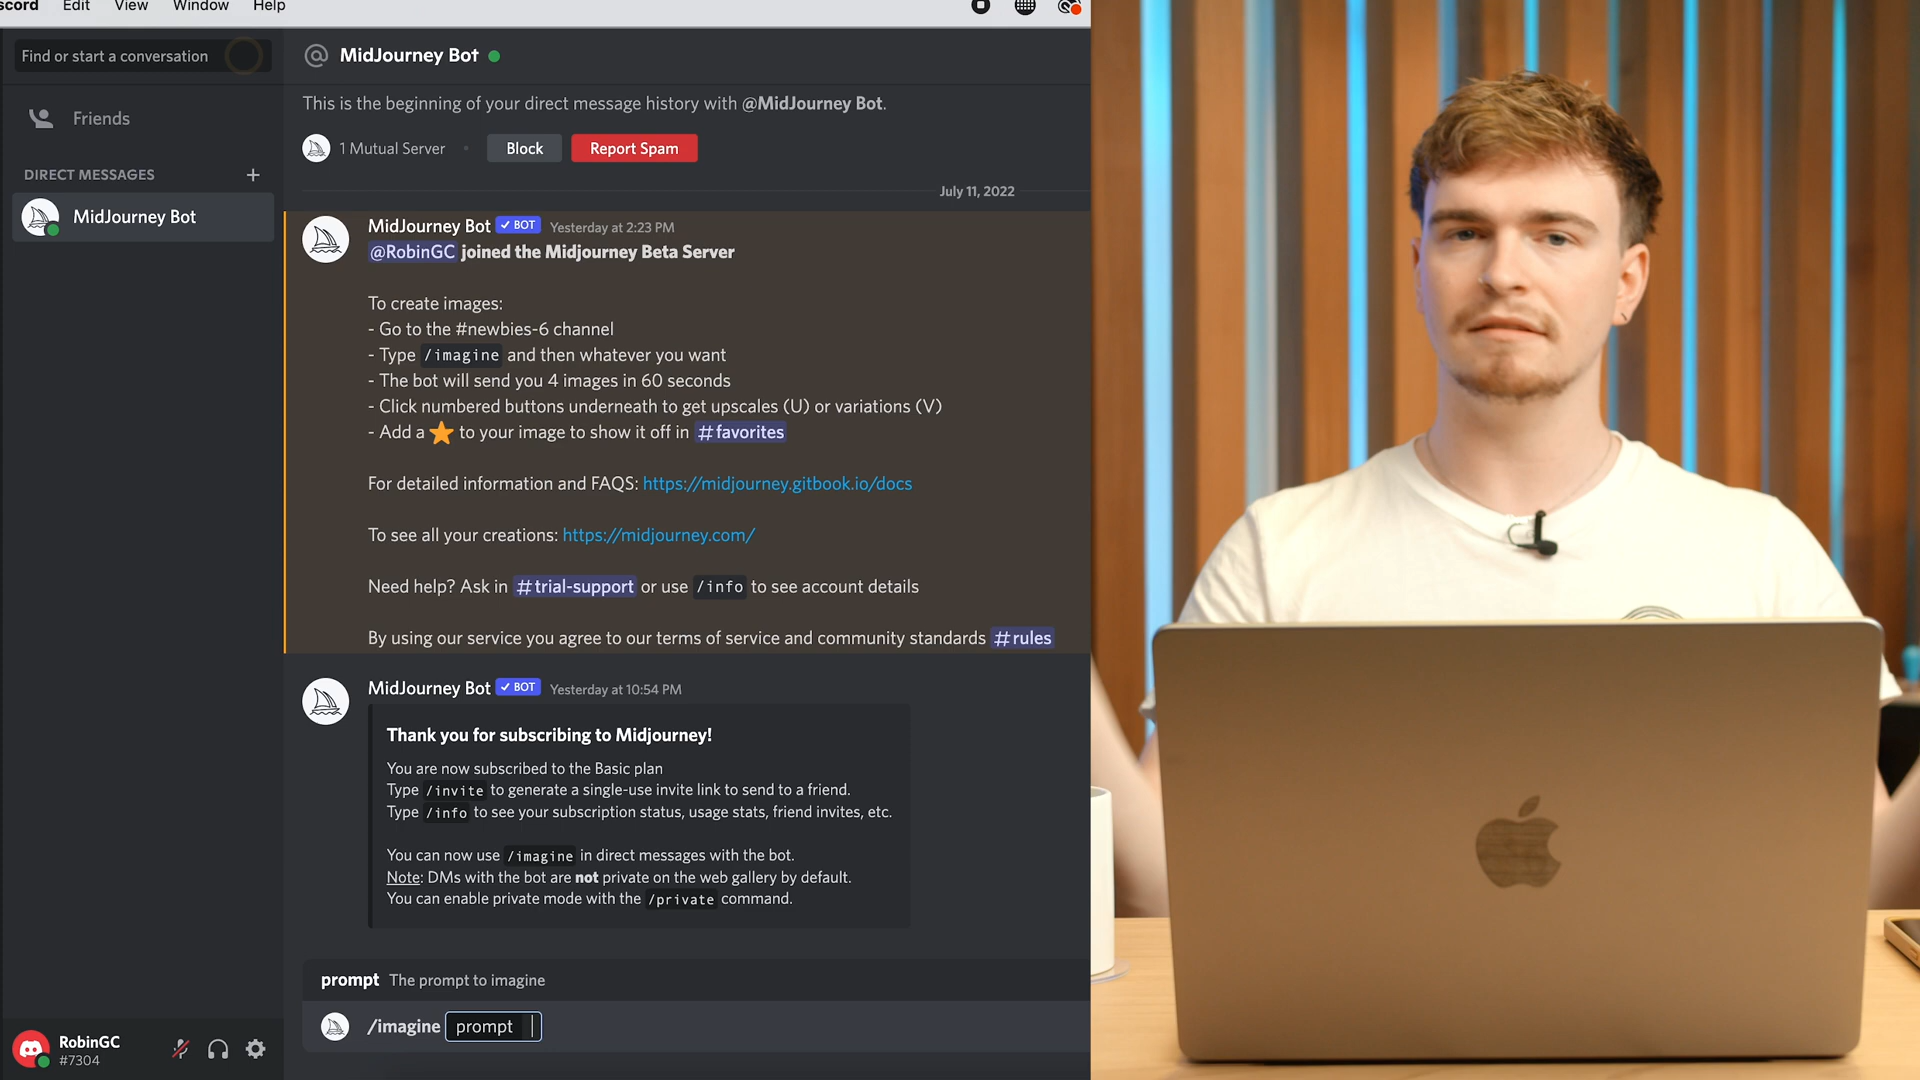 scord Edit View Window Help
Find or start a conversation
Friends
DIRECT MESSAGES
MidJourney Bot
MidJourney Bot
This is the beginning of your direct message history with @MidJourney Bot.
1 Mutual Server • Block Report Spam
July 11, 2022
MidJourney Bot ✓ BOT Yesterday at 2:23 PM
@RobinGC joined the Midjourney Beta Server
To create images:
- Go to the #newbies-6 channel
- Type /imagine and then whatever you want
- The bot will send you 4 images in 60 seconds
- Click numbered buttons underneath to get upscales (U) or variations (V)
- Add a ⭐ to your image to show it off in #favorites
For detailed information and FAQS: https://midjourney.gitbook.io/docs
To see all your creations: https://midjourney.com/
Need help? Ask in #trial-support or use /info to see account details
By using our service you agree to our terms of service and community standards #rules
MidJourney Bot ✓ BOT Yesterday at 10:54 PM
Thank you for subscribing to Midjourney!
You are now subscribed to the Basic plan
Type /invite to generate a single-use invite link to send to a friend.
Type /info to see your subscription status, usage stats, friend invites, etc.
You can now use /imagine in direct messages with the bot.
Note: DMs with the bot are not private on the web gallery by default.
You can enable private mode with the /private command.
prompt The prompt to imagine
/imagine prompt
RobinGC
#7304